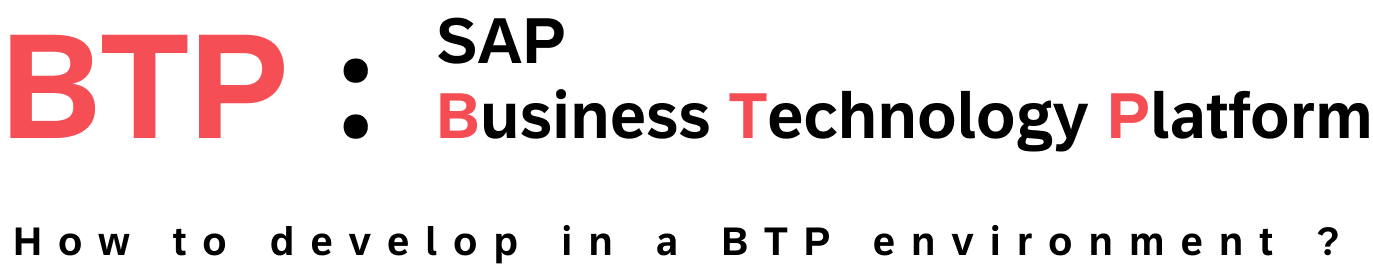 BTP :
SAP
Business Technology Platform
How to develop in a BTP environment ?